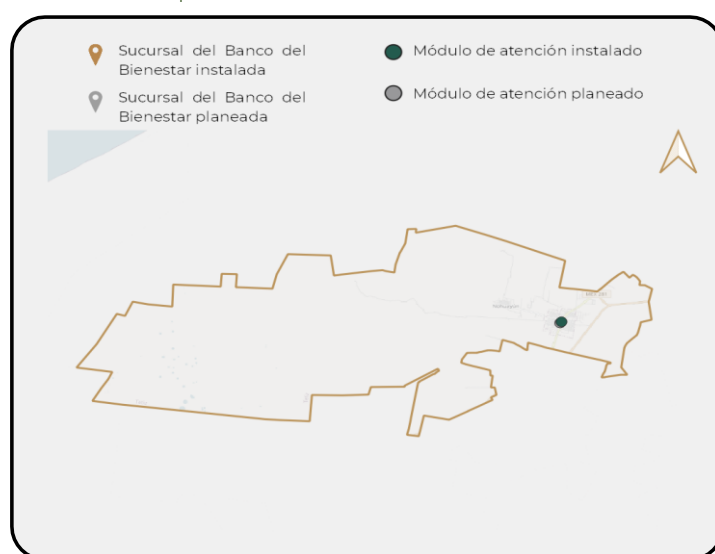 Sucursal del Banco del
Bienestar instalada
Sucursal del Banco del
Bienestar planeada
Módulo de atención instalado
Módulo de atención planeado